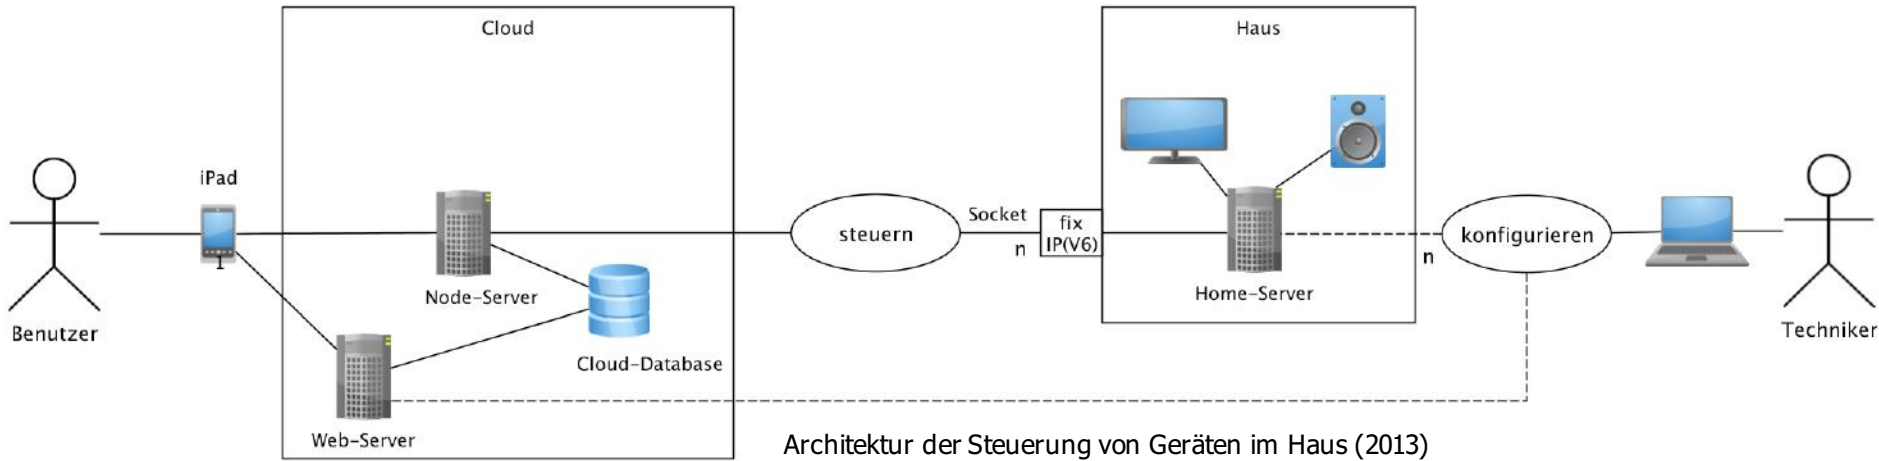 Cloud
Haus
iPad
1
Benutzer
Node-Server
Cloud-Database
Web-Server
steuern
Socket
n
fix
IP(V6)
Home-Server
n
konfigurieren
Techniker
Architektur der Steuerung von Geräten im Haus (2013)